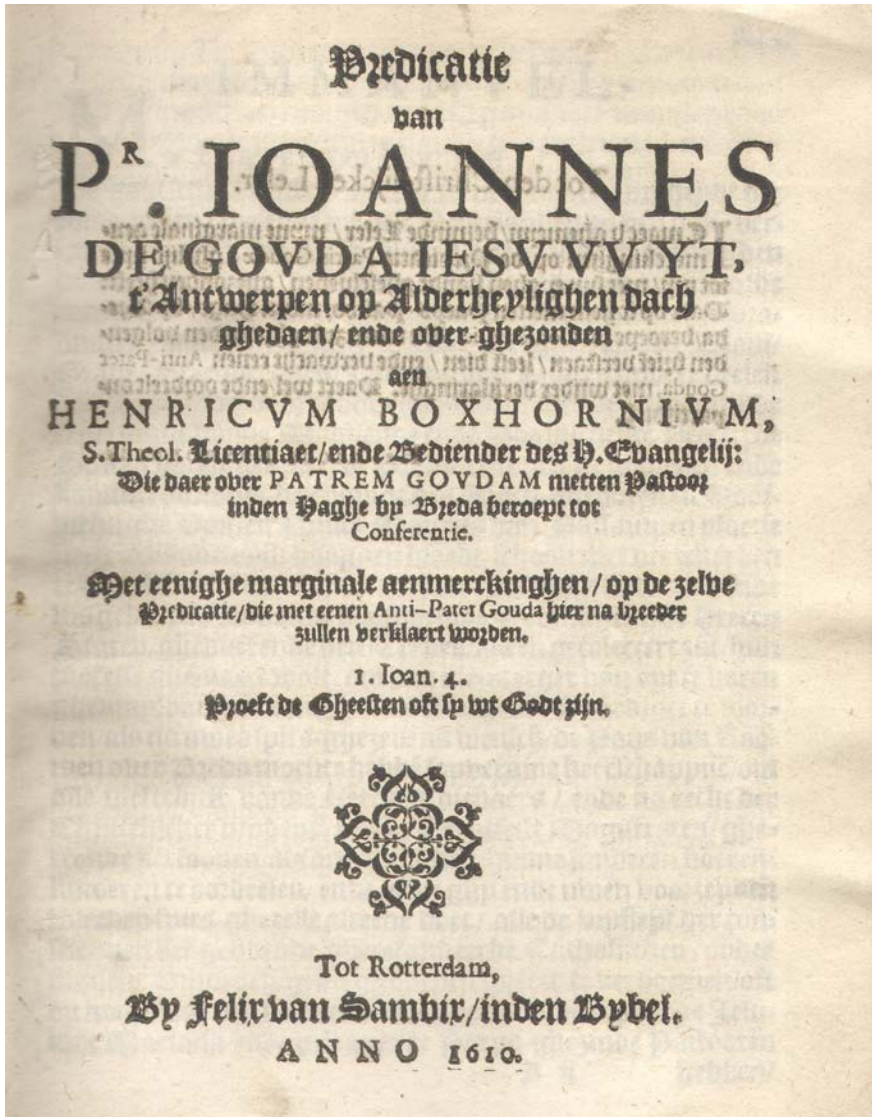 Predicatie
van
P<sup>R</sup>. IOANNES
DE GOVDA IESVVVYT,
t'Antwerpen op Alderheylighen dach
ghedaen/ ende over-ghezonden
aen
HENRICVM BOXHORNIVM,
S. Theol. Licentiaet/ende Bediender des H. Evangelij:
Die daer over PATREM GOVDAM metten Pastoor
inden Haghe by Breda beroept tot
Conferentie.
Met eenighe marginale aenmerckinghen/ op de zelve
Predicatie/die met eenen Anti-Pater Gouda hier na breeder
zullen verklaert worden.
1. Ioan. 4.
Proeft de Gheesten oft sy wt Godt zijn.
Tot Rotterdam,
By Felix van Sambix/inden Bybel.
ANNO 1610.